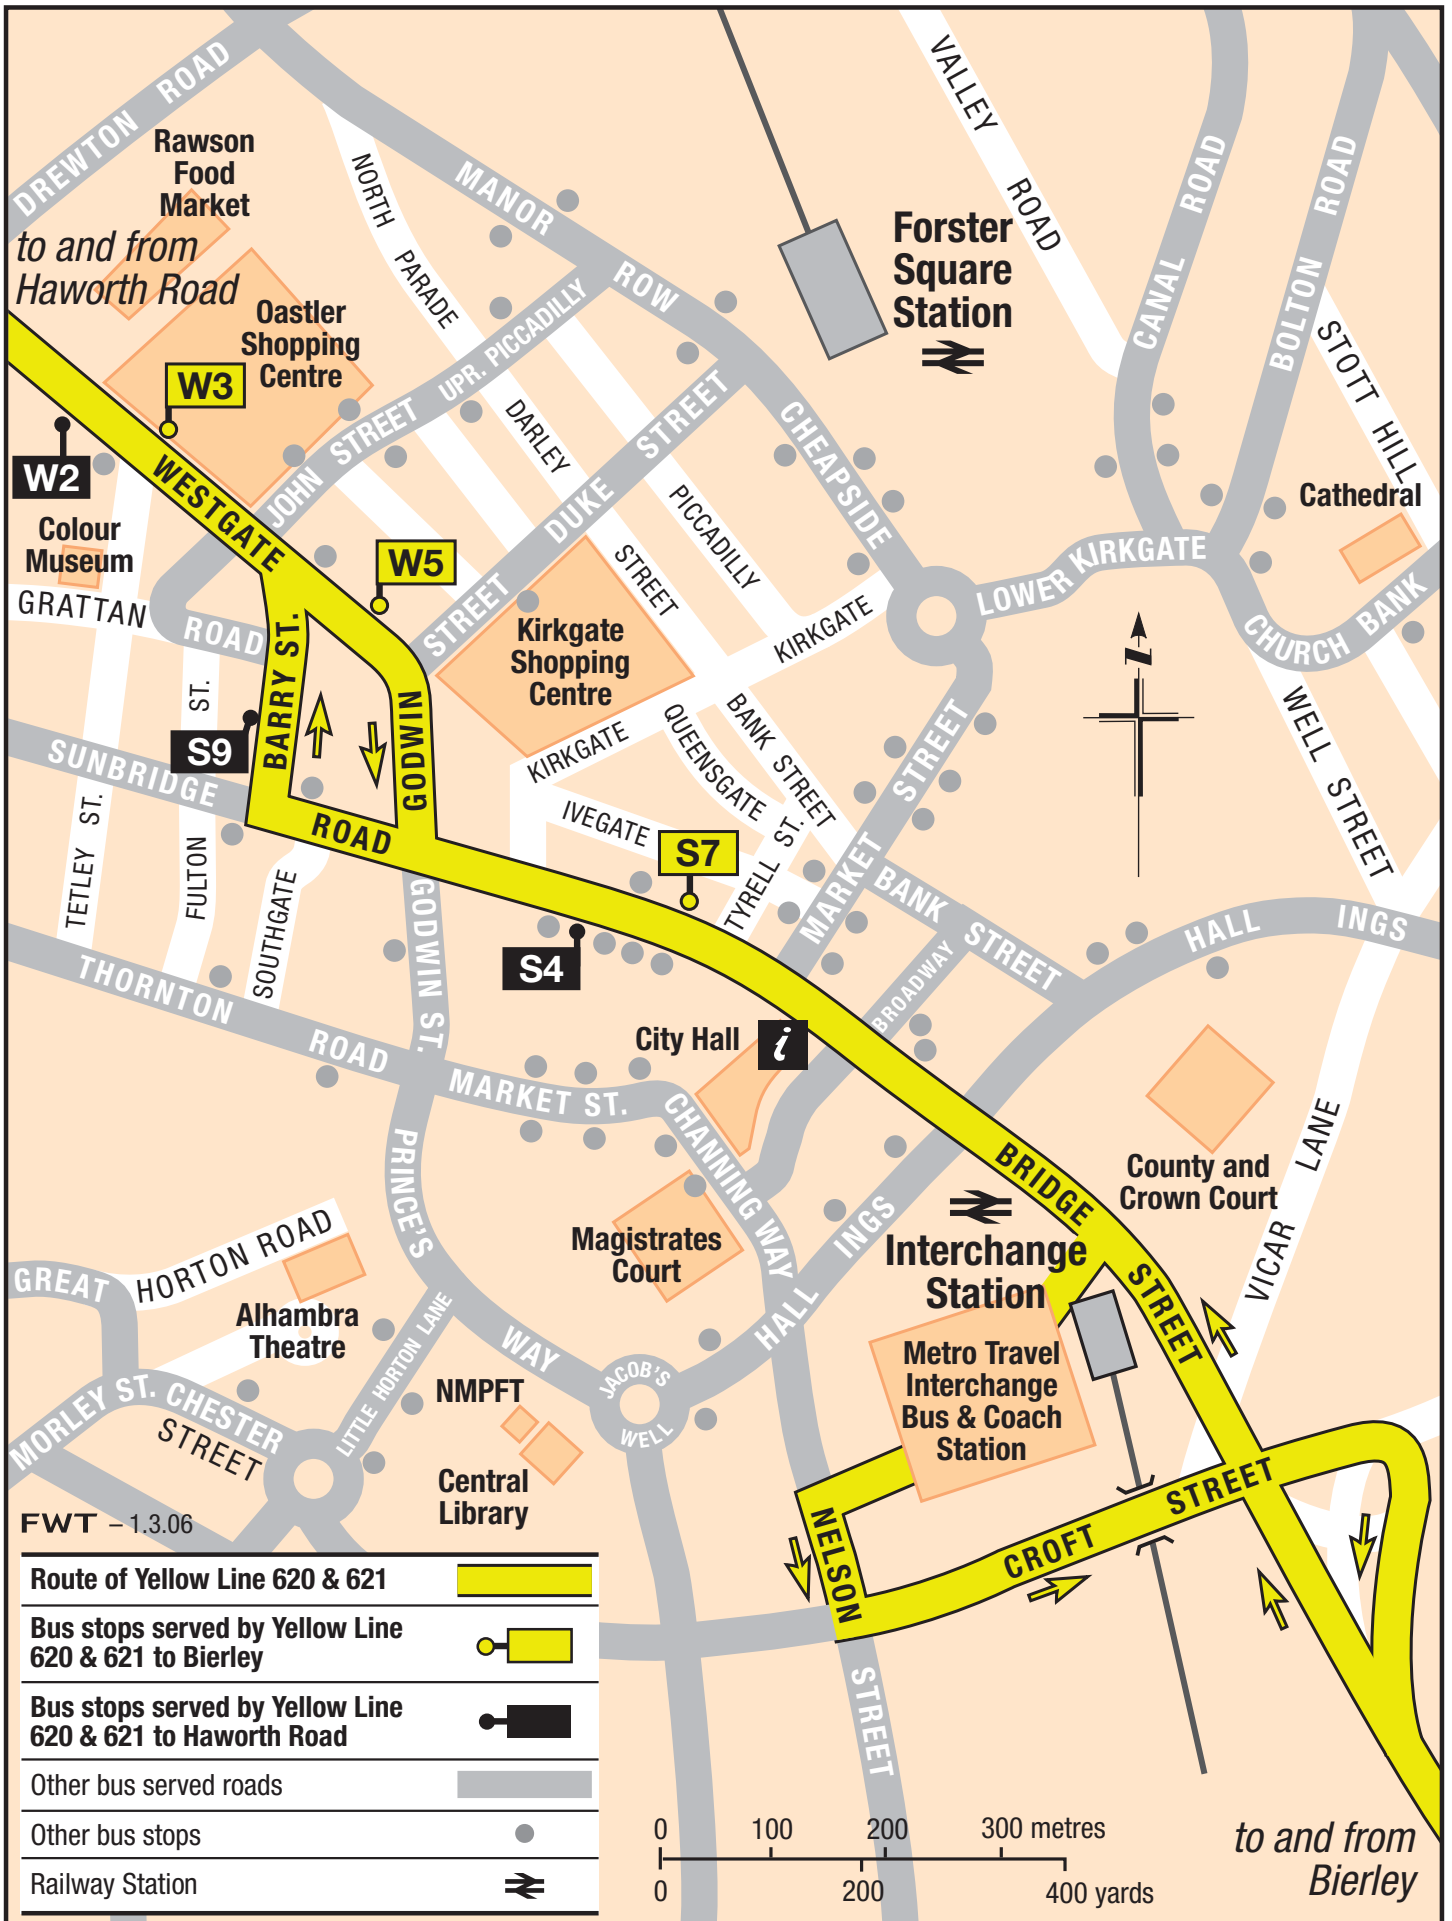 DREWTON ROAD
Rawson
Food
Market
to and from
Haworth Road
Oastler
Shopping
Centre
W3
W2
Colour
Museum
NORTH PARADE
MANOR ROW
UPR. PICCADILLY
JOHN STREET
DARLEY STREET
PICCADILLY
DUKE STREET
CHEAPSIDE
Forster
Square
Station
VALLEY ROAD
CANAL ROAD
BOLTON ROAD
STOTT HILL
Cathedral
WESTGATE
W5
GRATTAN ROAD
BARRY ST.
GODWIN STREET
Kirkgate
Shopping
Centre
KIRKGATE
KIRKGATE
LOWER KIRKGATE
CHURCH BANK
WELL STREET
S9
SUNBRIDGE ROAD
TETLEY ST.
FULTON ST.
SOUTHGATE
IVEGATE
QUEENSGATE
BANK STREET
TYRELL ST.
MARKET STREET
BANK STREET
BROADWAY
S7
S4
HALL INGS
THORNTON ROAD
GODWIN ST.
City Hall
i
MARKET ST.
CHANNING WAY
PRINCE'S WAY
Magistrates
Court
HALL INGS
BRIDGE STREET
County and
Crown Court
VICAR LANE
Interchange
Station
Metro Travel
Interchange
Bus & Coach
Station
GREAT HORTON ROAD
Alhambra
Theatre
LITTLE HORTON LANE
MORLEY ST.
CHESTER
STREET
NMPFT
Central
Library
JACOB'S
WELL
NELSON STREET
CROFT STREET
n
FWT – 1.3.06
Route of Yellow Line 620 & 621
Bus stops served by Yellow Line
620 & 621 to Bierley
Bus stops served by Yellow Line
620 & 621 to Haworth Road
Other bus served roads
Other bus stops
Railway Station
0 100 200 300 metres
0 200 400 yards
to and from
Bierley